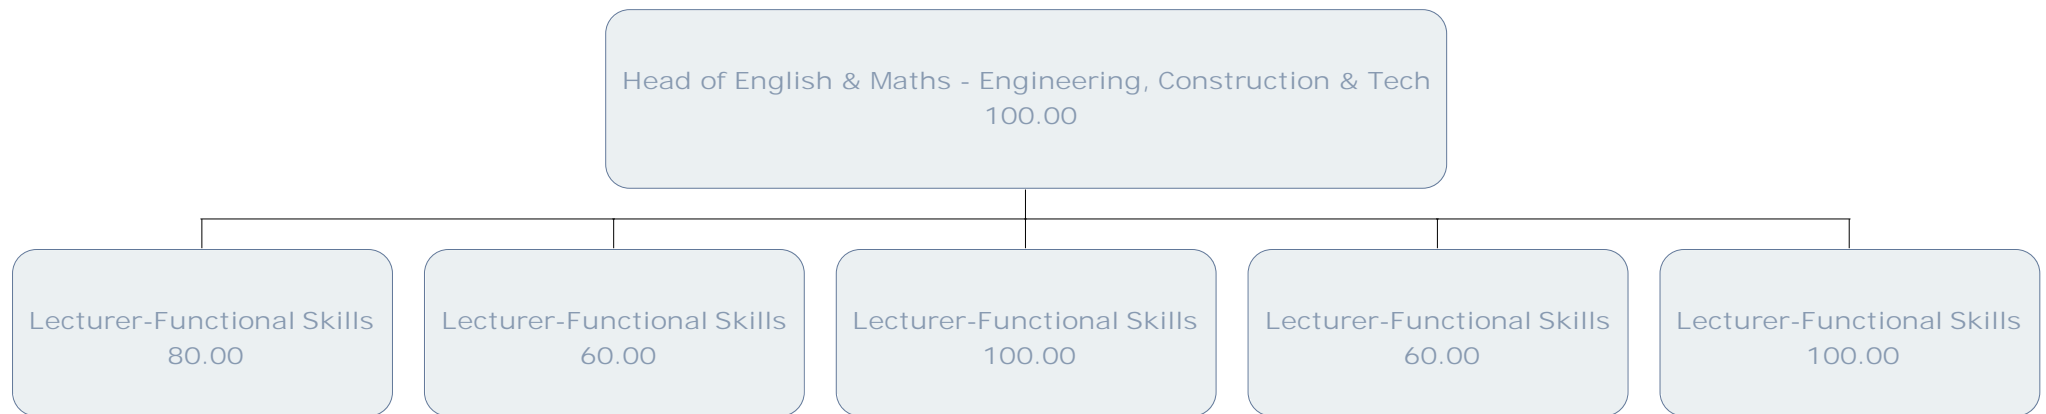 Head of English & Maths - Engineering, Construction & Tech
100.00
Lecturer-Functional Skills
80.00
Lecturer-Functional Skills
60.00
Lecturer-Functional Skills
100.00
Lecturer-Functional Skills
60.00
Lecturer-Functional Skills
100.00